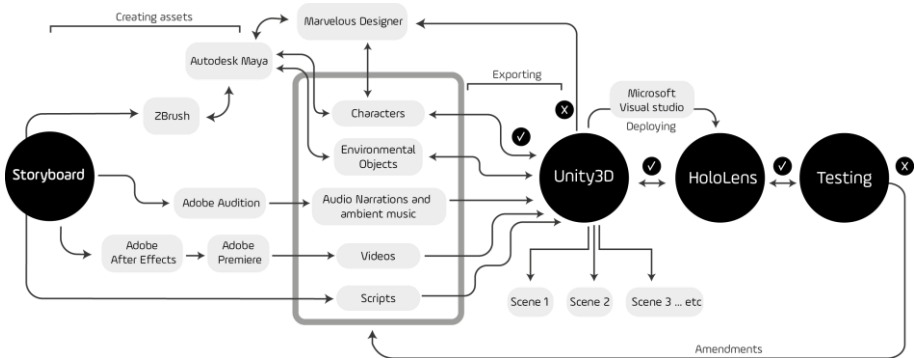 Creating assets
Marvelous Designer
Autodesk Maya
ZBrush
Exporting
Microsoft
Visual studio
Deploying
Characters
Environmental
Objects
Storyboard
Unity3D
HoloLens
Testing
Adobe Audition
Audio Narrations and
ambient music
Adobe
After Effects
Adobe
Premiere
Videos
Scripts
Scene 1
Scene 2
Scene 3 ... etc
Amendments